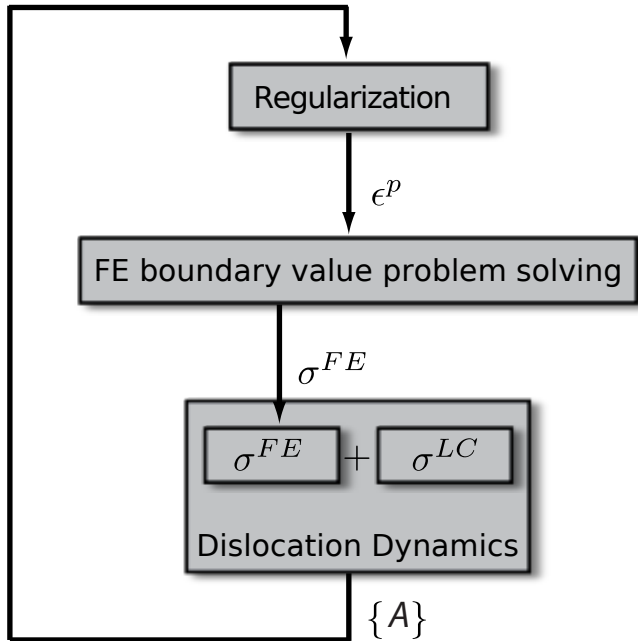 Regularization
ϵ^p
FE boundary value problem solving
σ^{FE}
σ^{FE} + σ^{LC}
Dislocation Dynamics
{A}